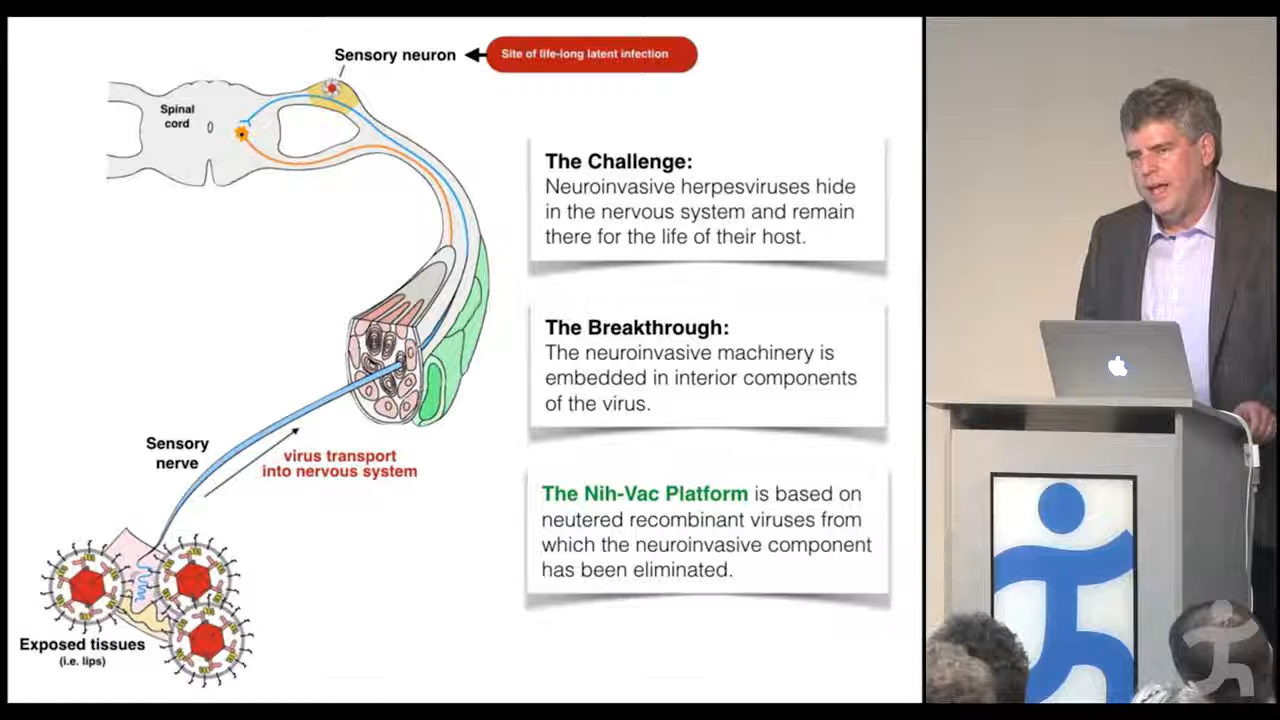 Sensory neuron
Site of life-long latent infection
Spinal
cord
The Challenge:
Neuroinvasive herpesviruses hide
in the nervous system and remain
there for the life of their host.
The Breakthrough:
The neuroinvasive machinery is
embedded in interior components
of the virus.
Sensory
nerve
virus transport
into nervous system
The Nih-Vac Platform is based on
neutered recombinant viruses from
which the neuroinvasive component
has been eliminated.
Exposed tissues
(i.e. lips)